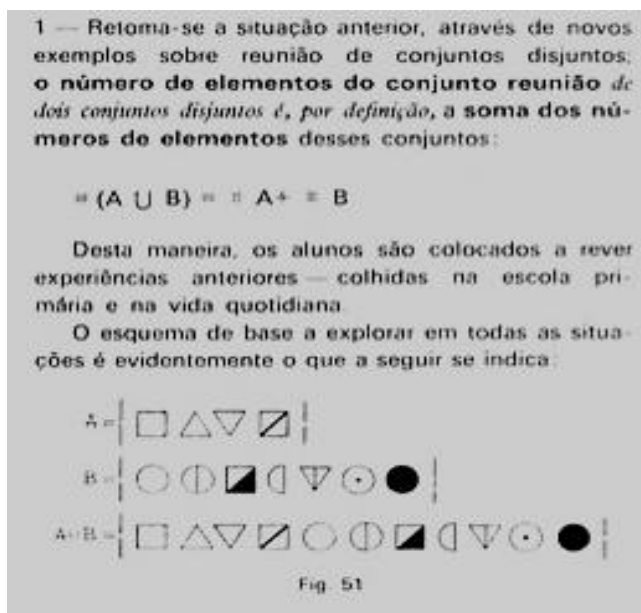 1 — Retoma-se a situação anterior, através de novos
exemplos sobre reunião de conjuntos disjuntos:
o número de elementos do conjunto reunião de
dois conjuntos disjuntos é, por definição, a soma dos nú-
meros de elementos desses conjuntos:
# (A ∪ B) = # A + # B
Desta maneira, os alunos são colocados a rever
experiências anteriores — colhidas na escola pri-
mária e na vida quotidiana
O esquema de base a explorar em todas as situa-
ções é evidentemente o que a seguir se indica:
A =
B =
A∪B =
Fig. 51